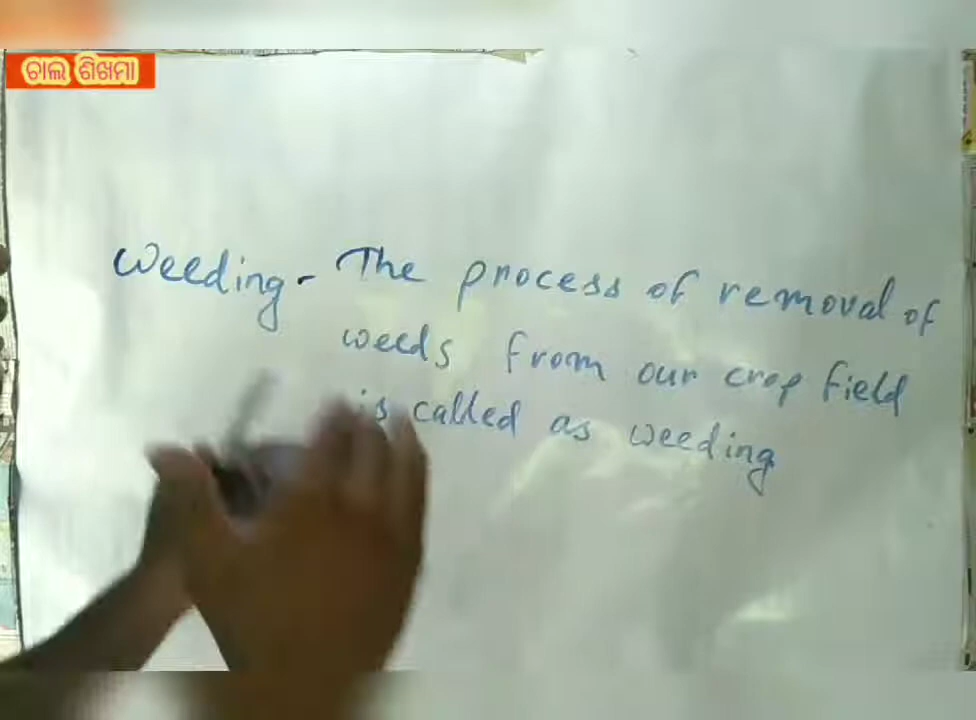 ଚାଲ ଶିଖିମା
Weeding - The process of removal of
weeds from our crop field
is called as weeding